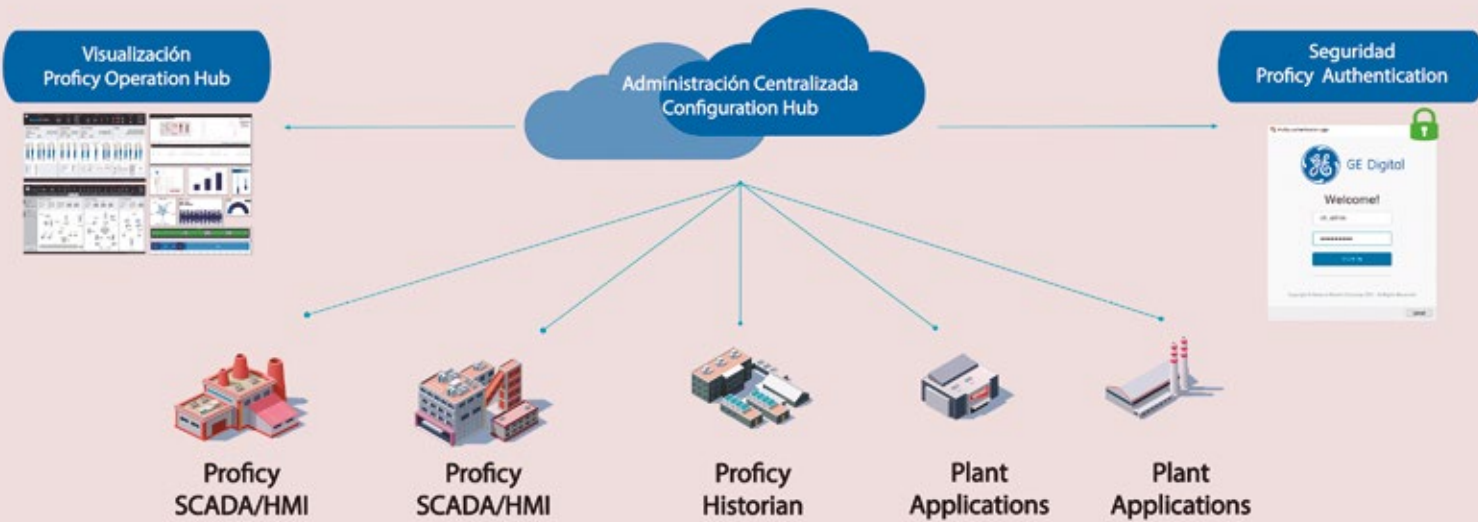 Visualización
Proficy Operation Hub
Administración Centralizada
Configuration Hub
Seguridad
Proficy Authentication
GE Digital
Welcome!
Proficy
SCADA/HMI
Proficy
SCADA/HMI
Proficy
Historian
Plant
Applications
Plant
Applications